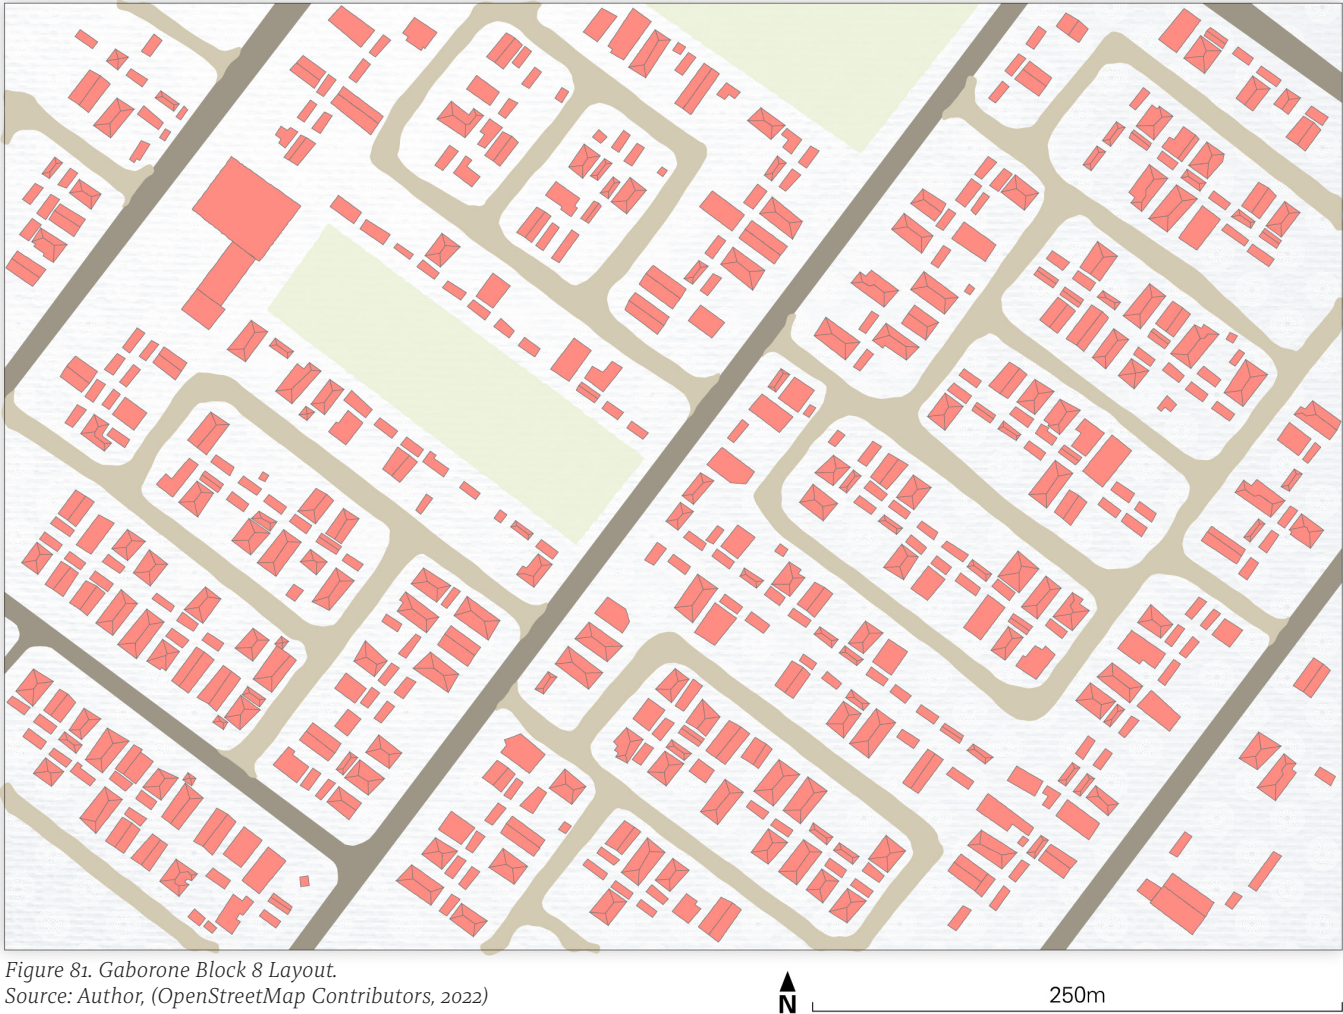 Figure 81. Gaborone Block 8 Layout.
Source: Author, (OpenStreetMap Contributors, 2022)
N
250m